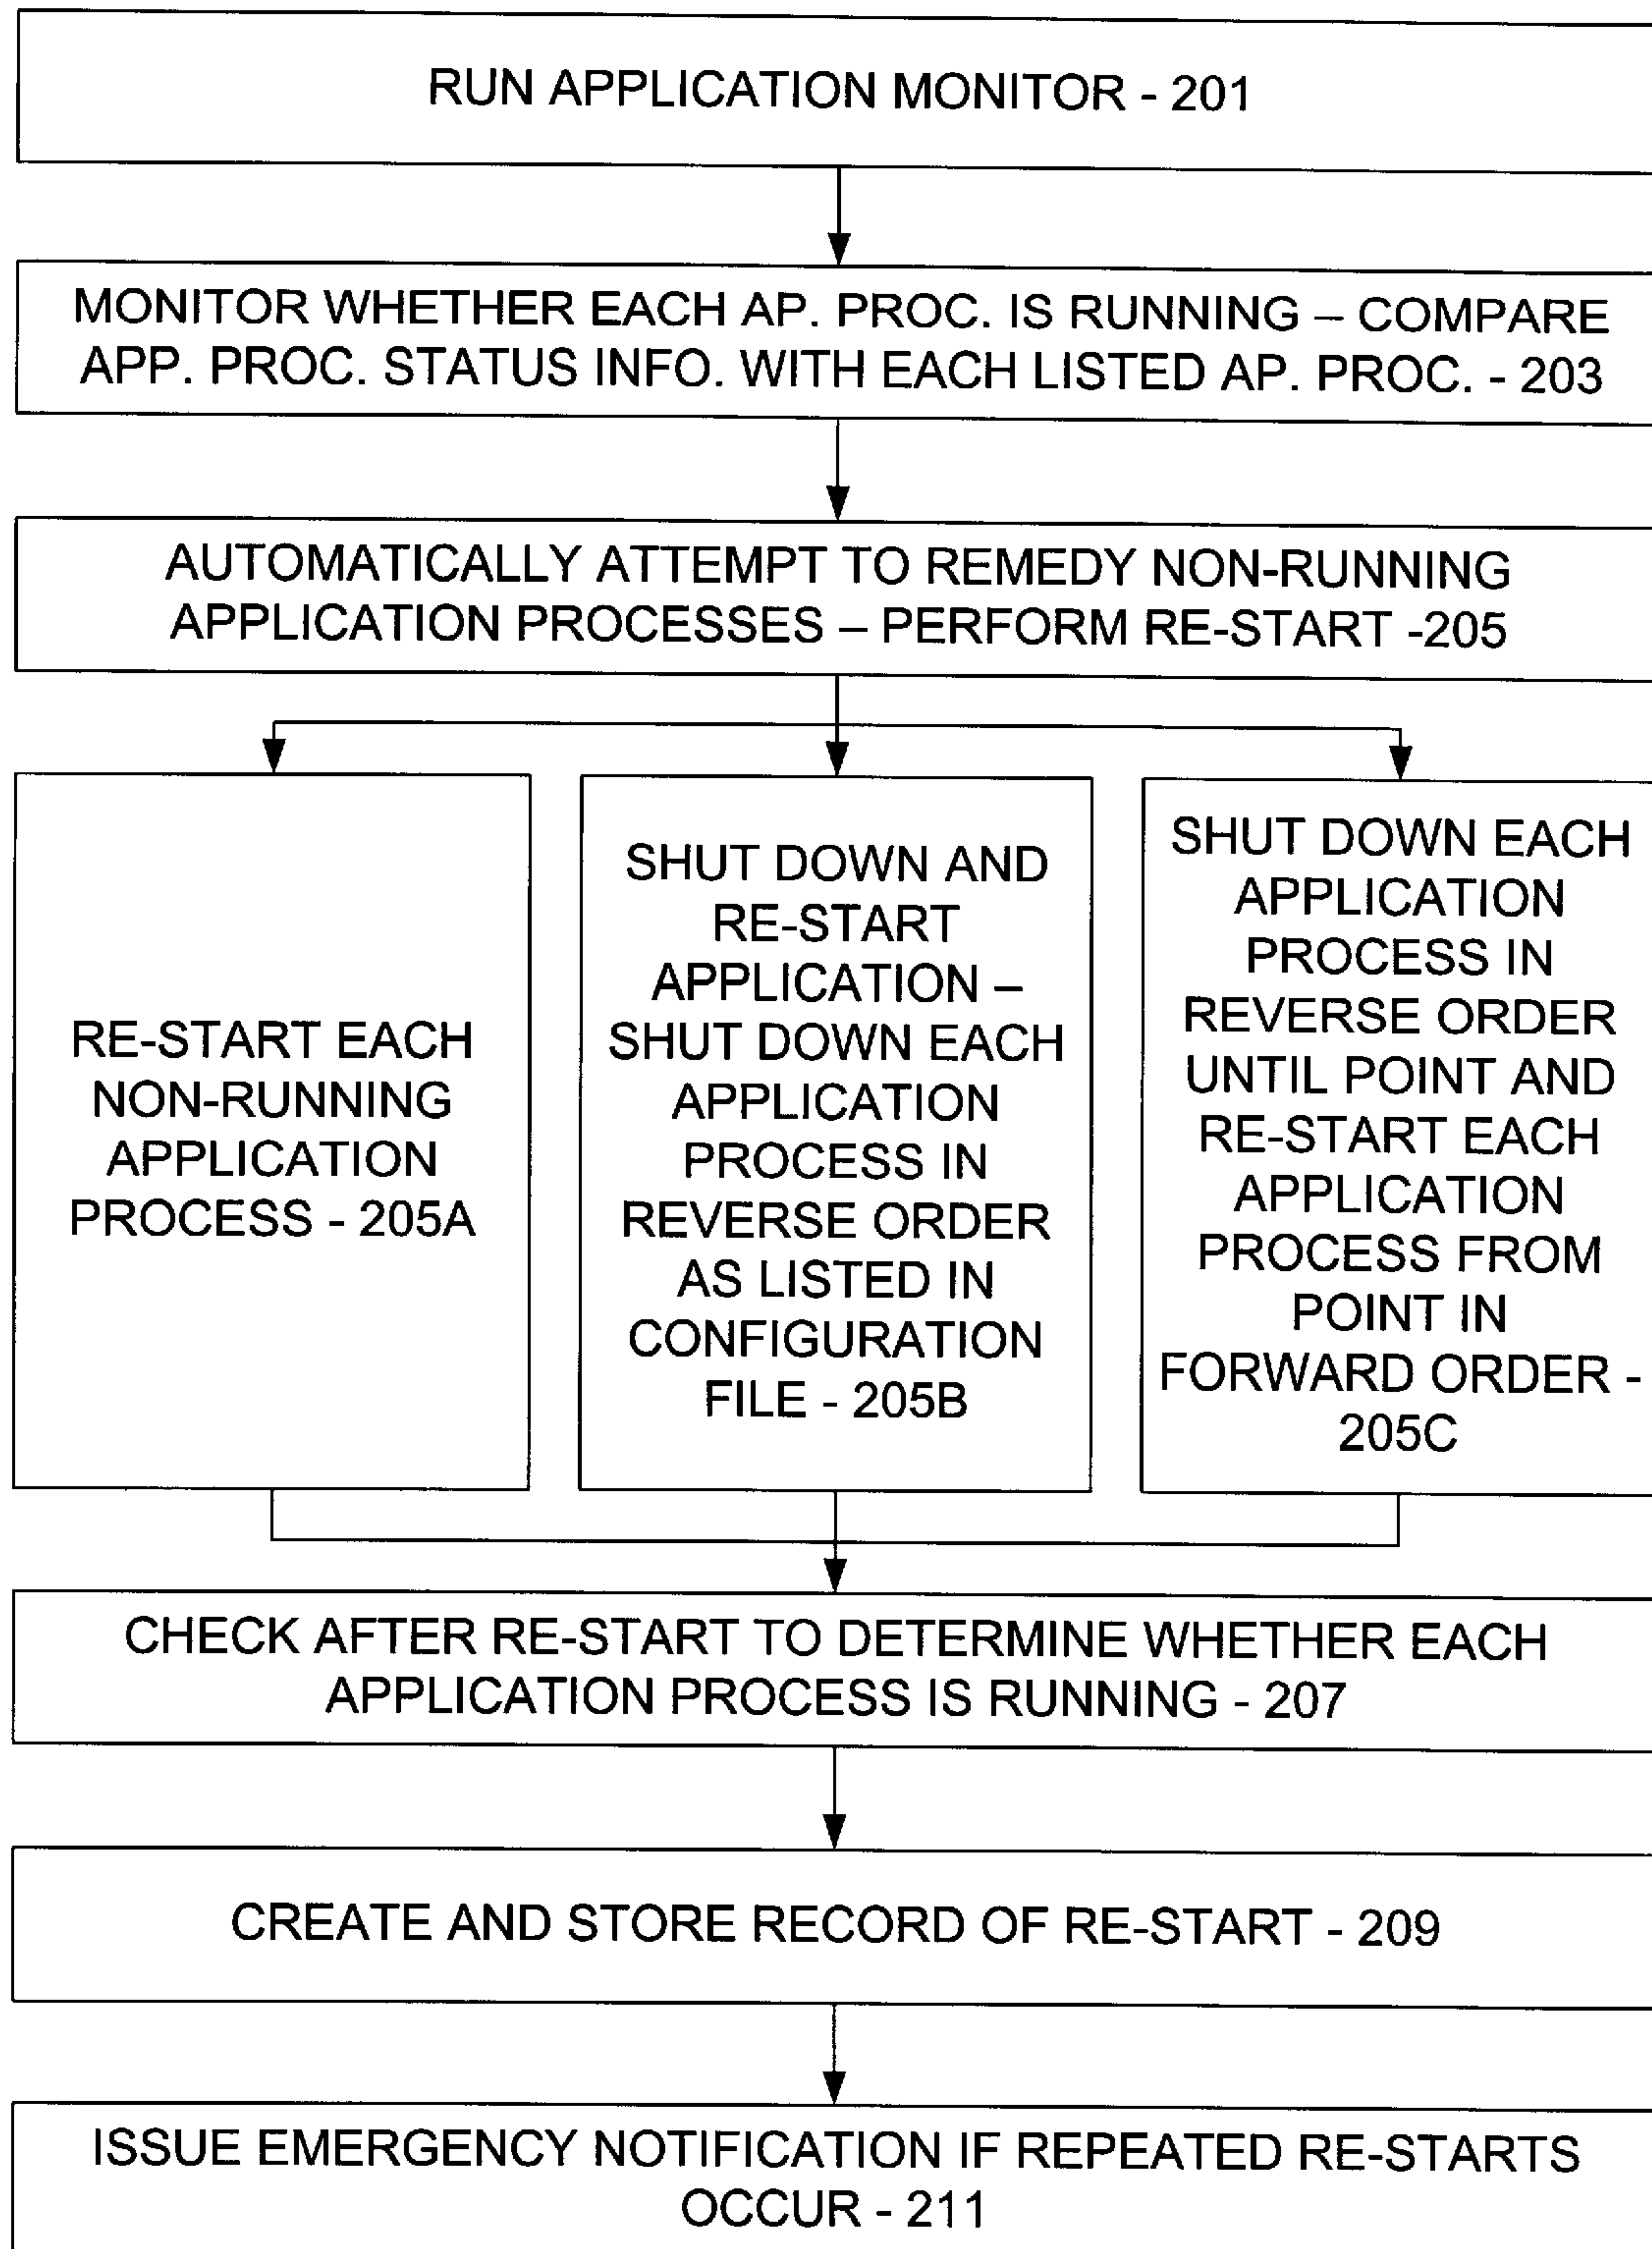 RUN APPLICATION MONITOR - 201
MONITOR WHETHER EACH AP. PROC. IS RUNNING – COMPARE
APP. PROC. STATUS INFO. WITH EACH LISTED AP. PROC. - 203
AUTOMATICALLY ATTEMPT TO REMEDY NON-RUNNING
APPLICATION PROCESSES – PERFORM RE-START -205
RE-START EACH
NON-RUNNING
APPLICATION
PROCESS - 205A
SHUT DOWN AND
RE-START
APPLICATION –
SHUT DOWN EACH
APPLICATION
PROCESS IN
REVERSE ORDER
AS LISTED IN
CONFIGURATION
FILE - 205B
SHUT DOWN EACH
APPLICATION
PROCESS IN
REVERSE ORDER
UNTIL POINT AND
RE-START EACH
APPLICATION
PROCESS FROM
POINT IN
FORWARD ORDER -
205C
CHECK AFTER RE-START TO DETERMINE WHETHER EACH
APPLICATION PROCESS IS RUNNING - 207
CREATE AND STORE RECORD OF RE-START - 209
ISSUE EMERGENCY NOTIFICATION IF REPEATED RE-STARTS
OCCUR - 211